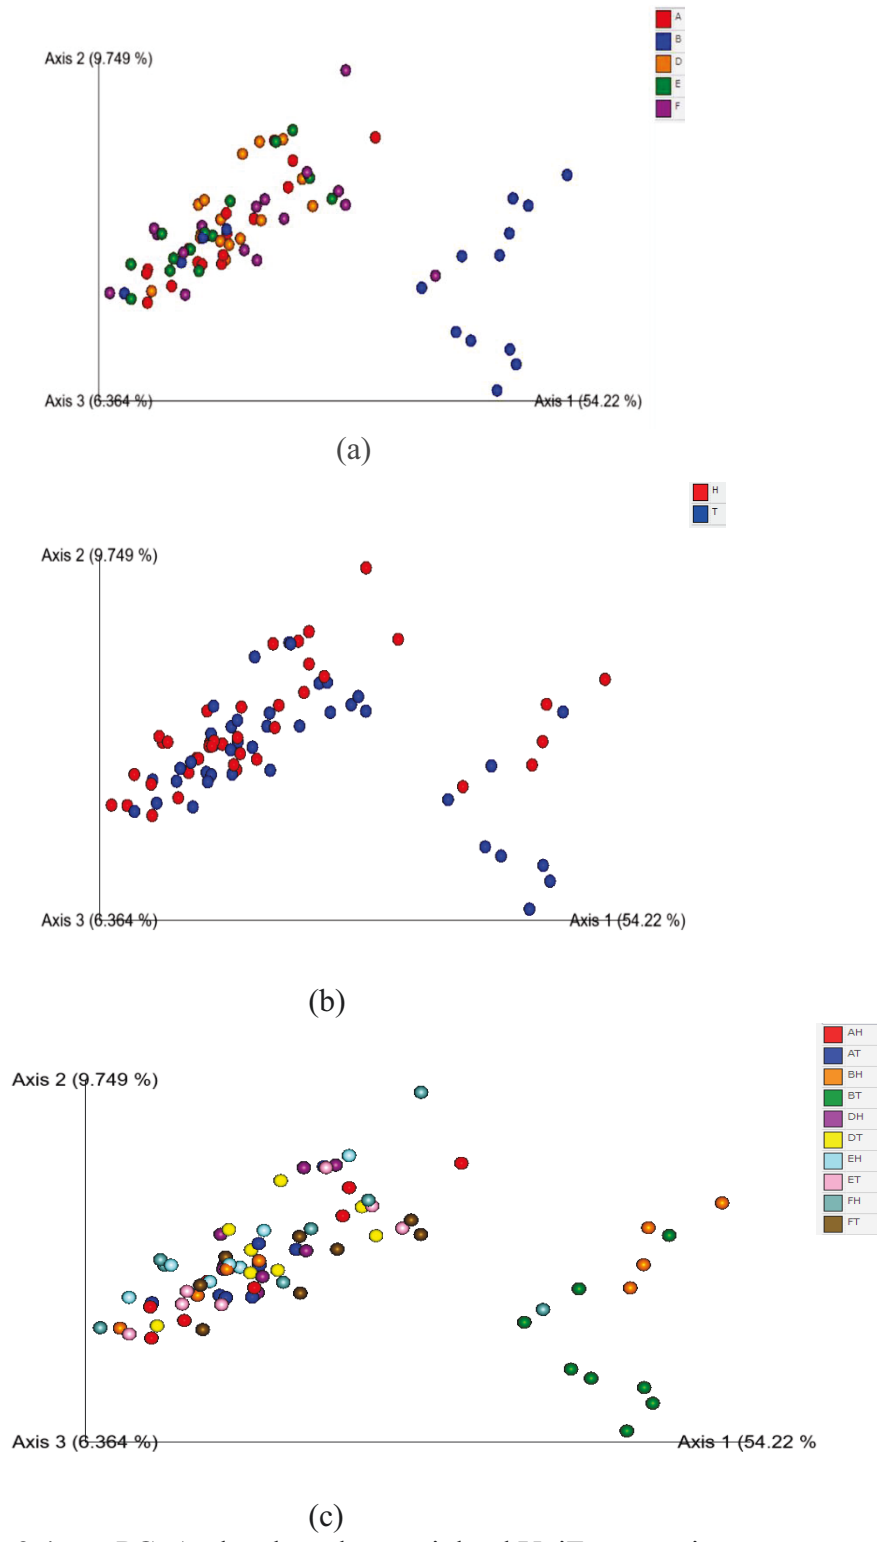 A
B
D
E
F
Axis 2 (9.749 %)
Axis 3 (6.364 %)
Axis 1 (54.22 %)
(a)
H
T
Axis 2 (9.749 %)
Axis 3 (6.364 %)
Axis 1 (54.22 %)
(b)
AH
AT
BH
BT
DH
DT
EH
ET
FH
FT
Axis 2 (9.749 %)
Axis 3 (6.364 %)
Axis 1 (54.22 %
(c)